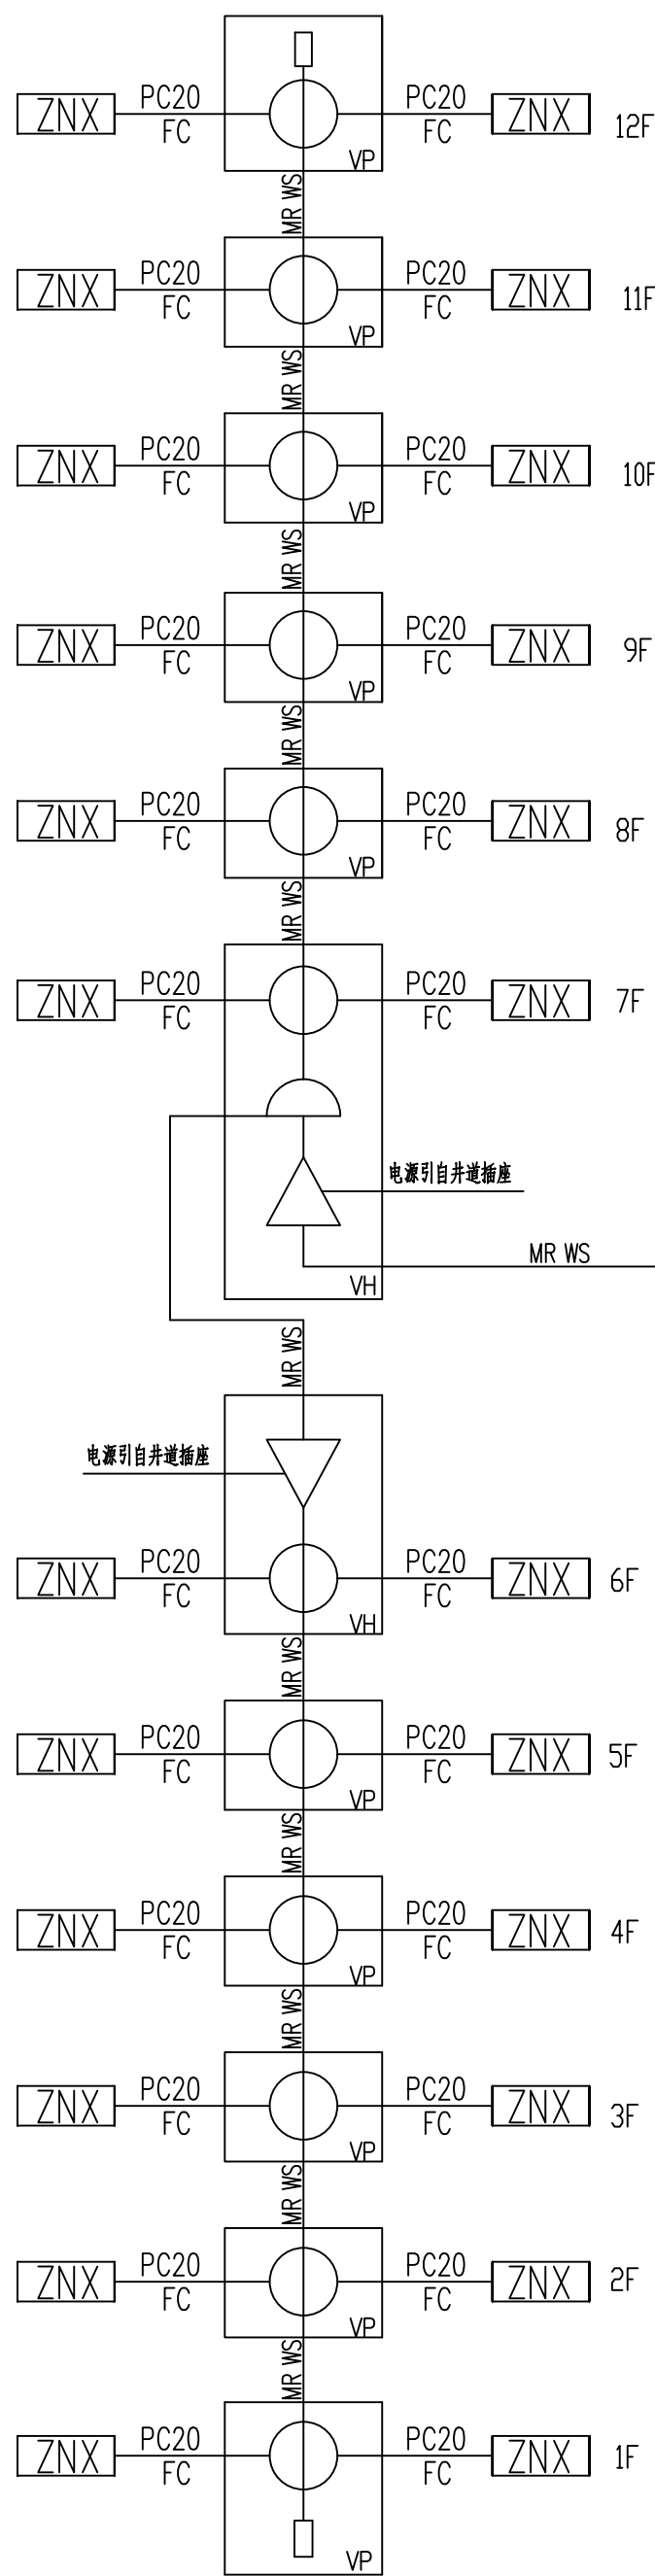 PC20 PC20
ZNX ZNX 12F
FC FC
VP
MR WS
PC20 PC20
ZNX ZNX 11F
FC FC
VP
MR WS
PC20 PC20
ZNX ZNX 10F
FC FC
VP
MR WS
PC20 PC20
ZNX ZNX 9F
FC FC
VP
MR WS
PC20 PC20
ZNX ZNX 8F
FC FC
VP
MR WS
PC20 PC20
ZNX ZNX 7F
FC FC
电源引自井道插座
MR WS
VH
MR WS
电源引自井道插座
PC20 PC20
ZNX ZNX 6F
FC FC
VH
MR WS
PC20 PC20
ZNX ZNX 5F
FC FC
VP
MR WS
PC20 PC20
ZNX ZNX 4F
FC FC
VP
MR WS
PC20 PC20
ZNX ZNX 3F
FC FC
VP
MR WS
PC20 PC20
ZNX ZNX 2F
FC FC
VP
MR WS
PC20 PC20
ZNX ZNX 1F
FC FC
VP